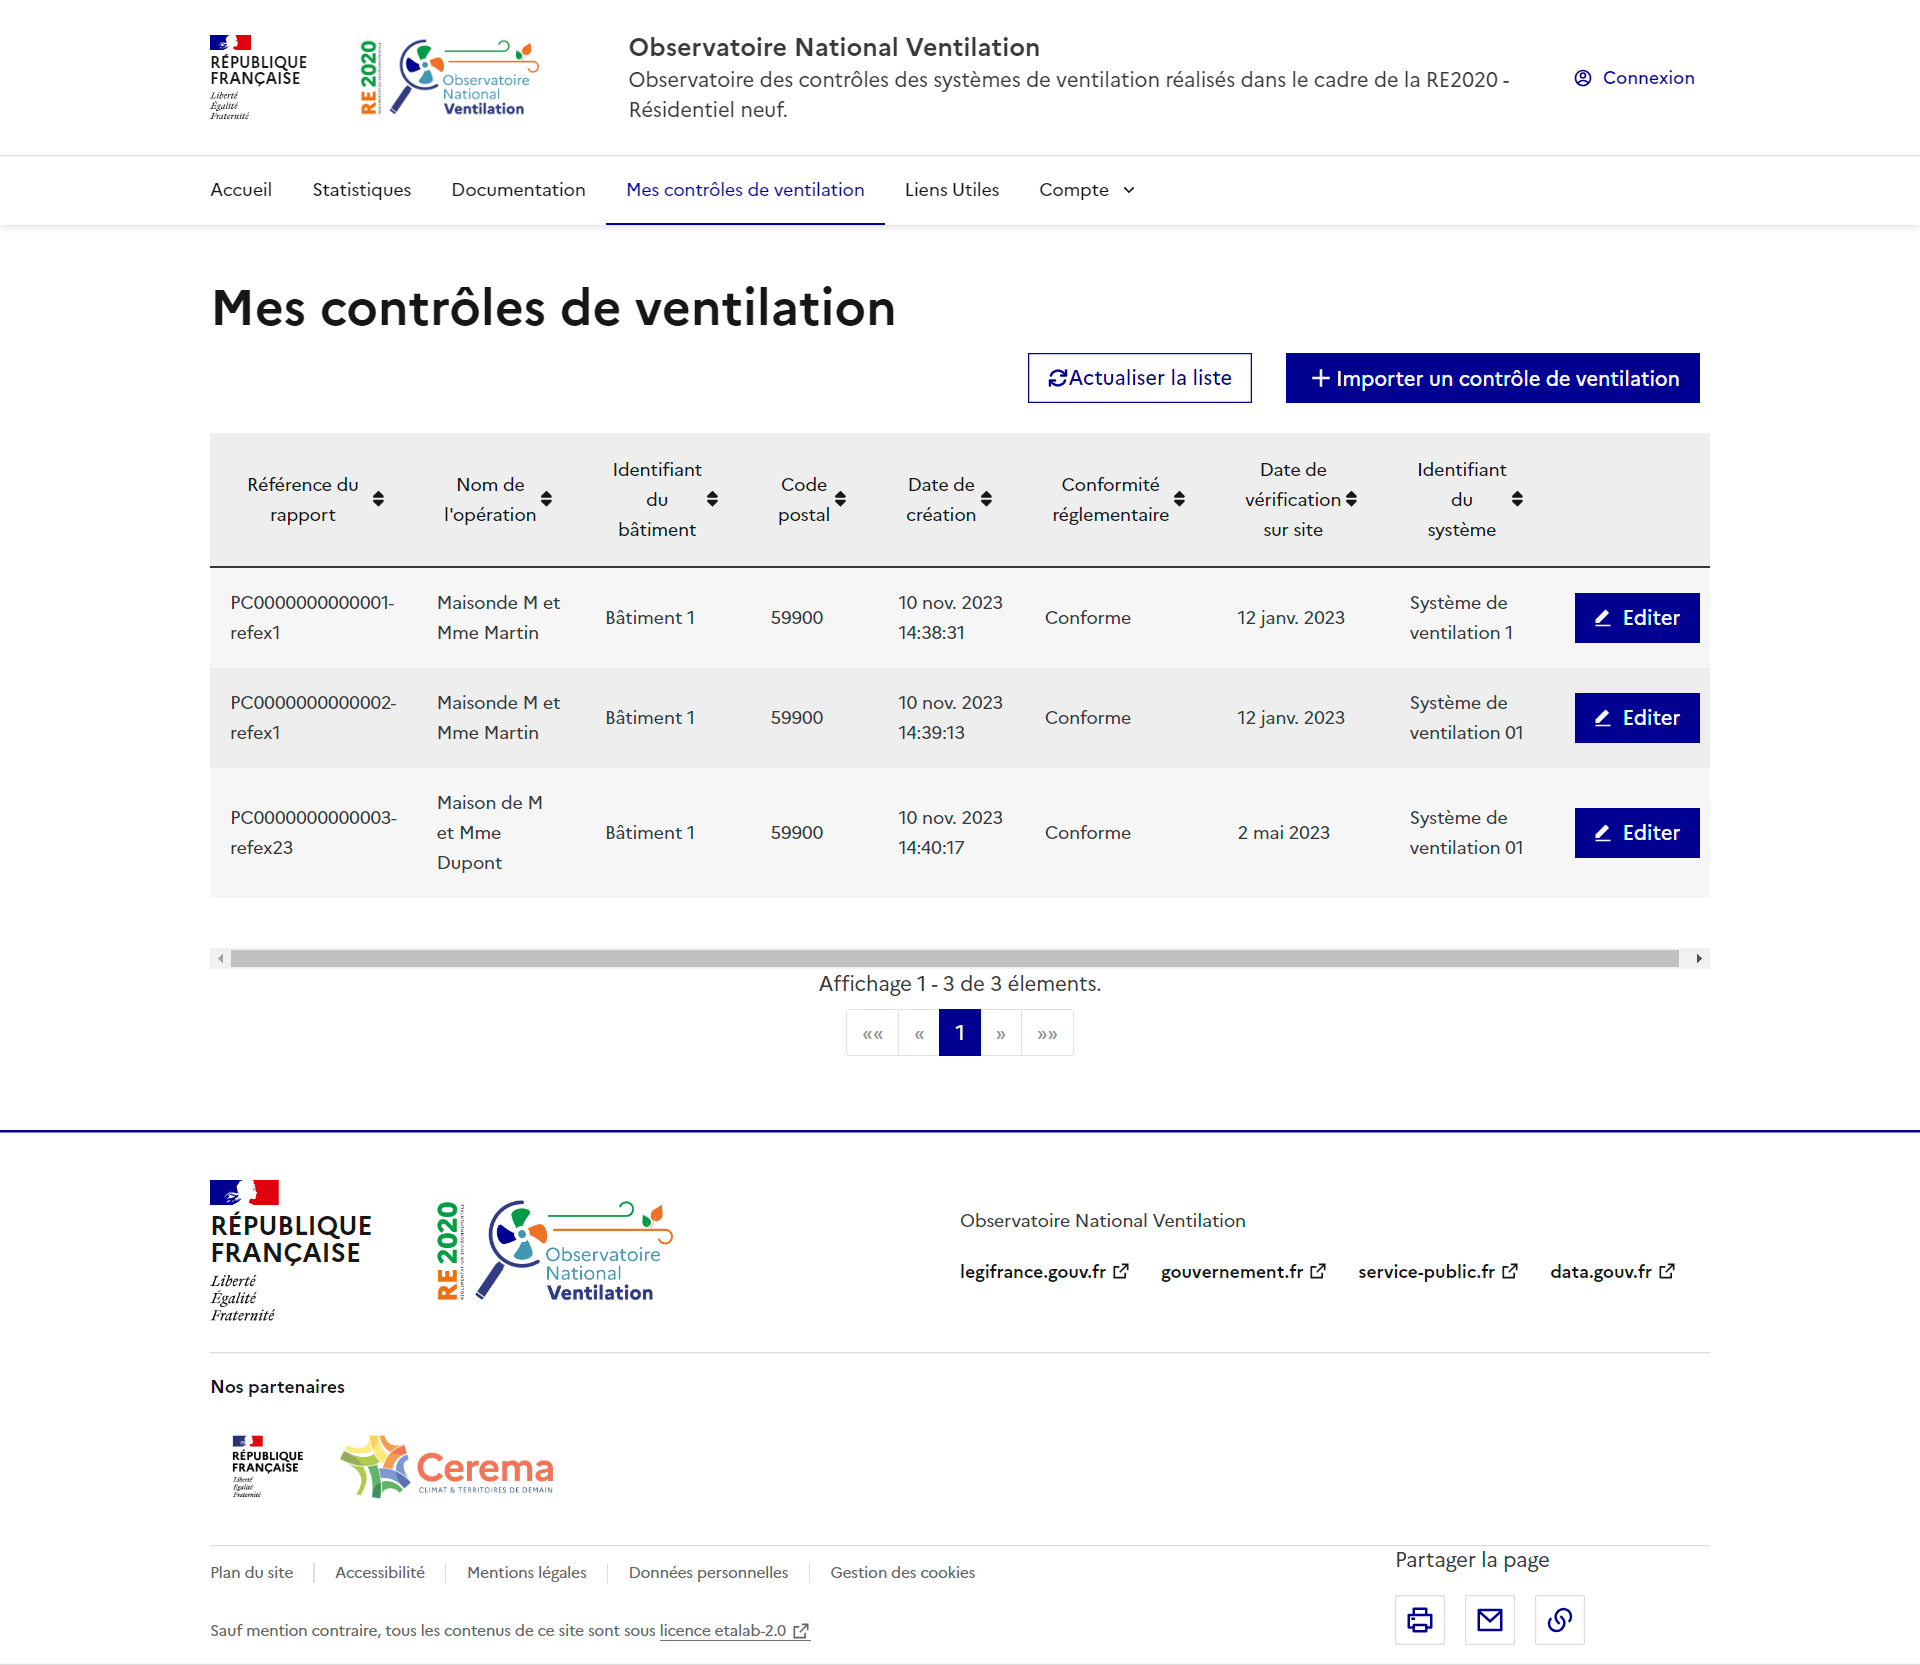 RÉPUBLIQUE
FRANÇAISE
Liberté
Égalité
Fraternité
RE 2020
Observatoire
National
Ventilation
Observatoire National Ventilation
Observatoire des contrôles des systèmes de ventilation réalisés dans le cadre de la RE2020 -
Résidentiel neuf.
Connexion
Accueil Statistiques Documentation Mes contrôles de ventilation Liens Utiles Compte
Mes contrôles de ventilation
Actualiser la liste
+ Importer un contrôle de ventilation
Référence du
rapport
Nom de
l'opération
Identifiant
du
bâtiment
Code
postal
Date de
création
Conformité
réglementaire
Date de
vérification
sur site
Identifiant
du
système
PC0000000000001-
refex1
Maisonde M et
Mme Martin
Bâtiment 1
59900
10 nov. 2023
14:38:31
Conforme
12 janv. 2023
Système de
ventilation 1
Editer
PC0000000000002-
refex1
Maisonde M et
Mme Martin
Bâtiment 1
59900
10 nov. 2023
14:39:13
Conforme
12 janv. 2023
Système de
ventilation 01
Editer
PC0000000000003-
refex23
Maison de M
et Mme
Dupont
Bâtiment 1
59900
10 nov. 2023
14:40:17
Conforme
2 mai 2023
Système de
ventilation 01
Editer
Affichage 1 - 3 de 3 élements.
«« « 1 » »»
RÉPUBLIQUE
FRANÇAISE
Liberté
Égalité
Fraternité
RE 2020
Observatoire
National
Ventilation
Observatoire National Ventilation
legifrance.gouv.fr gouvernement.fr service-public.fr data.gouv.fr
Nos partenaires
RÉPUBLIQUE
FRANÇAISE
Liberté
Égalité
Fraternité
Cerema
CLIMAT & TERRITOIRES DE DEMAIN
Plan du site Accessibilité Mentions légales Données personnelles Gestion des cookies
Partager la page
Sauf mention contraire, tous les contenus de ce site sont sous licence etalab-2.0